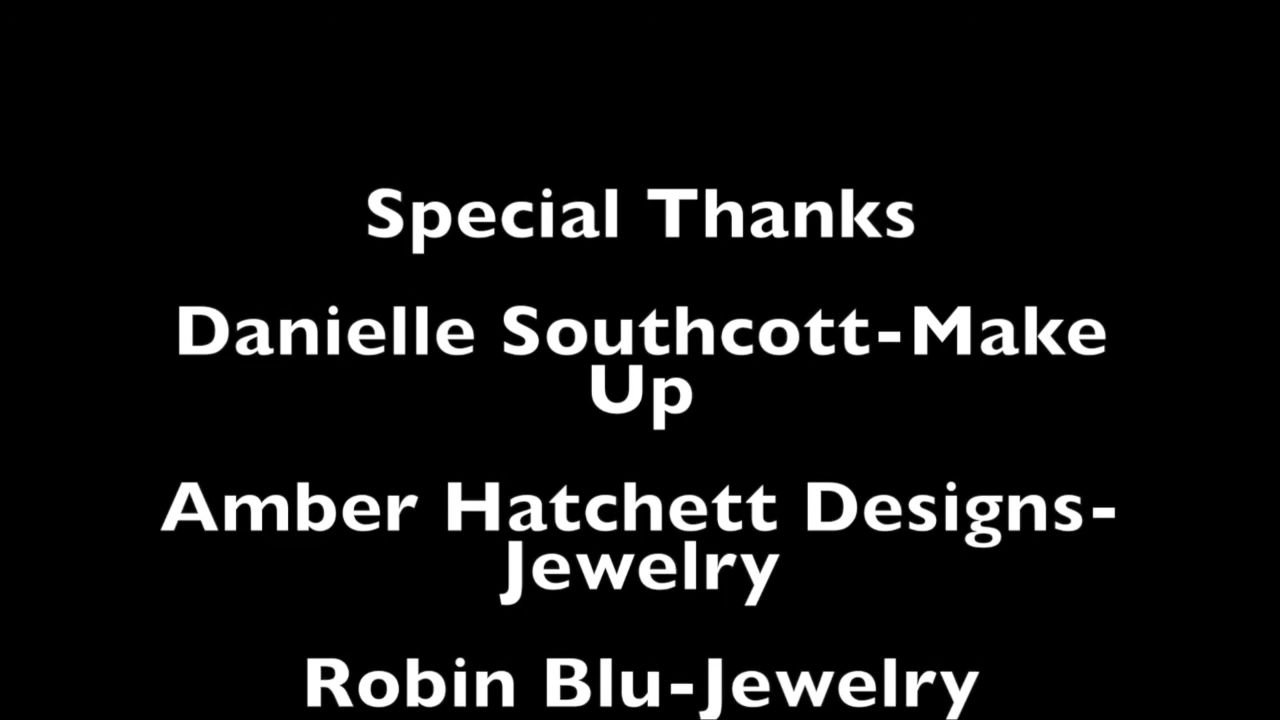 Special Thanks
Danielle Southcott-Make
Up
Amber Hatchett Designs-
Jewelry
Robin Blu-Jewelry